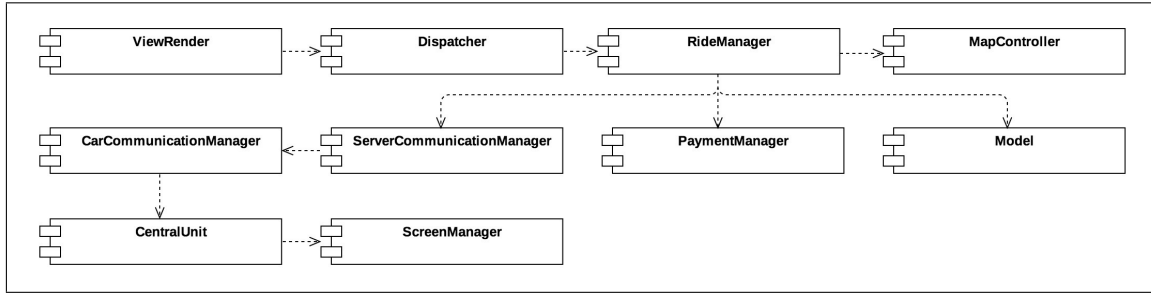 ViewRender
Dispatcher
RideManager
MapController
CarCommunicationManager
ServerCommunicationManager
PaymentManager
Model
CentralUnit
ScreenManager